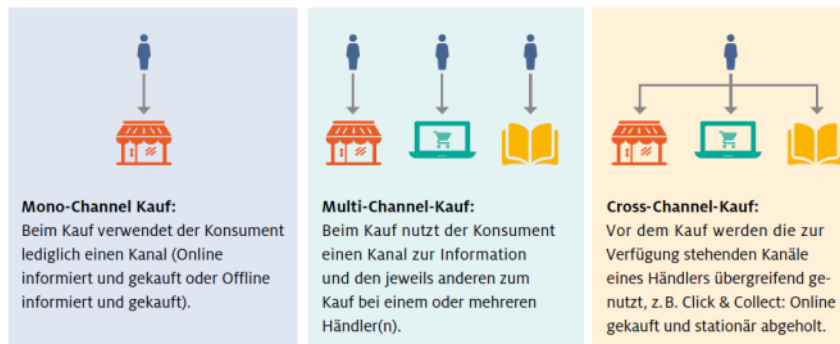 Mono-Channel Kauf:
Beim Kauf verwendet der Konsument
lediglich einen Kanal (Online
informiert und gekauft oder Offline
informiert und gekauft).
Multi-Channel-Kauf:
Beim Kauf nutzt der Konsument
einen Kanal zur Information
und den jeweils anderen zum
Kauf bei einem oder mehreren
Händler(n).
Cross-Channel-Kauf:
Vor dem Kauf werden die zur
Verfügung stehenden Kanäle
eines Händlers übergreifend ge-
nutzt, z. B. Click & Collect: Online
gekauft und stationär abgeholt.